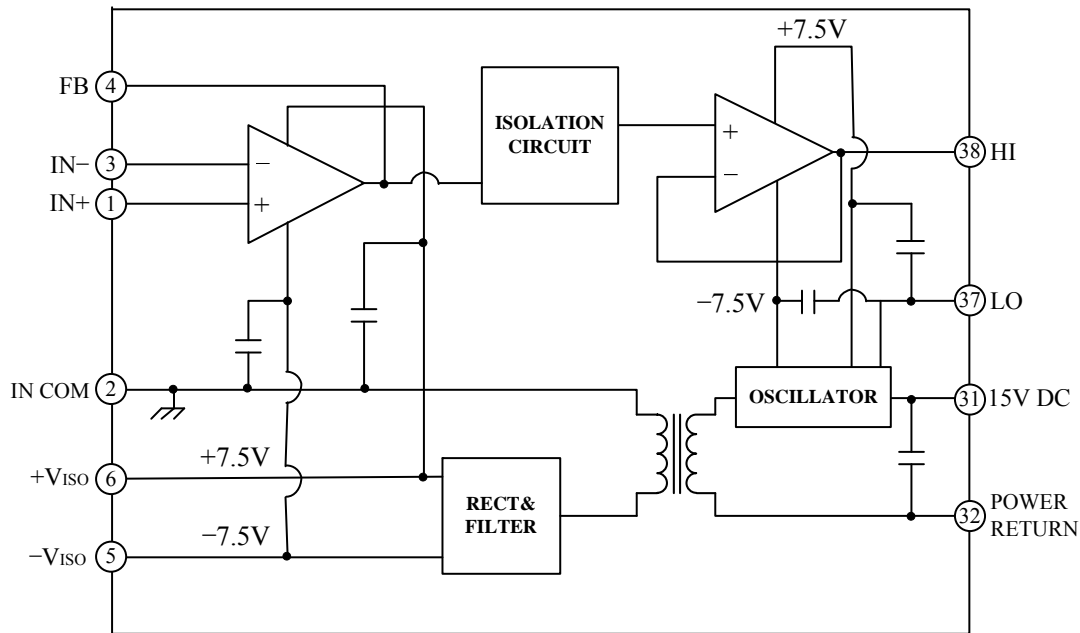 +7.5V
FB 4
ISOLATION
CIRCUIT
IN− 3
IN+ 1
−
+
+
−
38 HI
−7.5V
37 LO
IN COM 2
OSCILLATOR
31 15V DC
+VISO 6
+7.5V
RECT&
FILTER
32 POWER
RETURN
−VISO 5
−7.5V